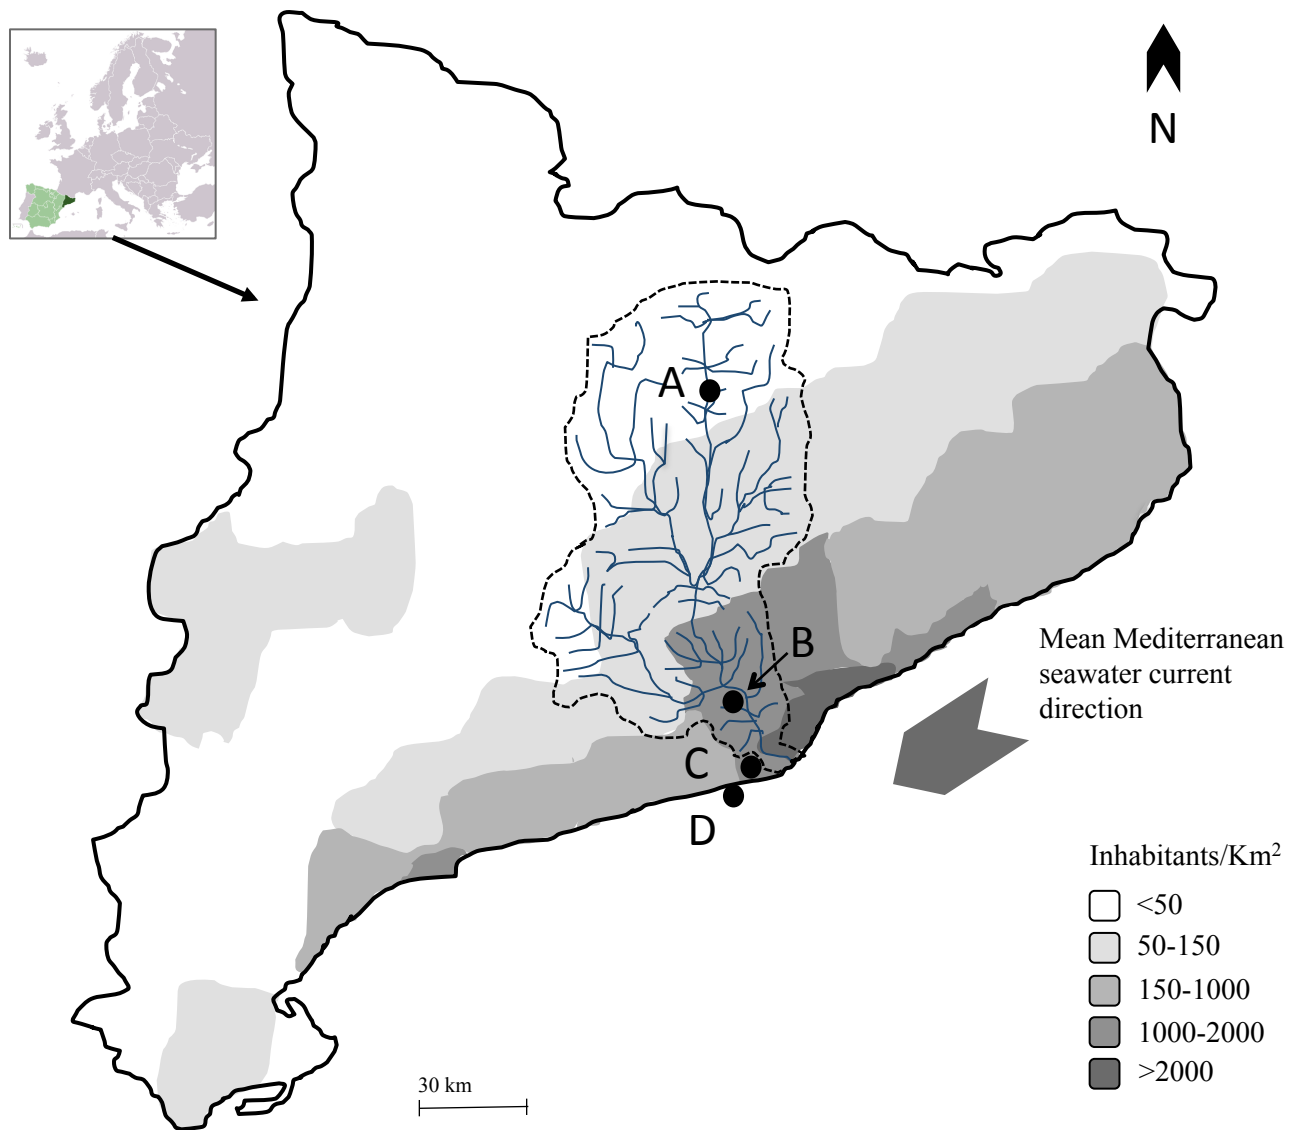 N
A
B
Mean Mediterranean
seawater current
direction
C
D
Inhabitants/Km²
<50
50-150
150-1000
1000-2000
>2000
30 km